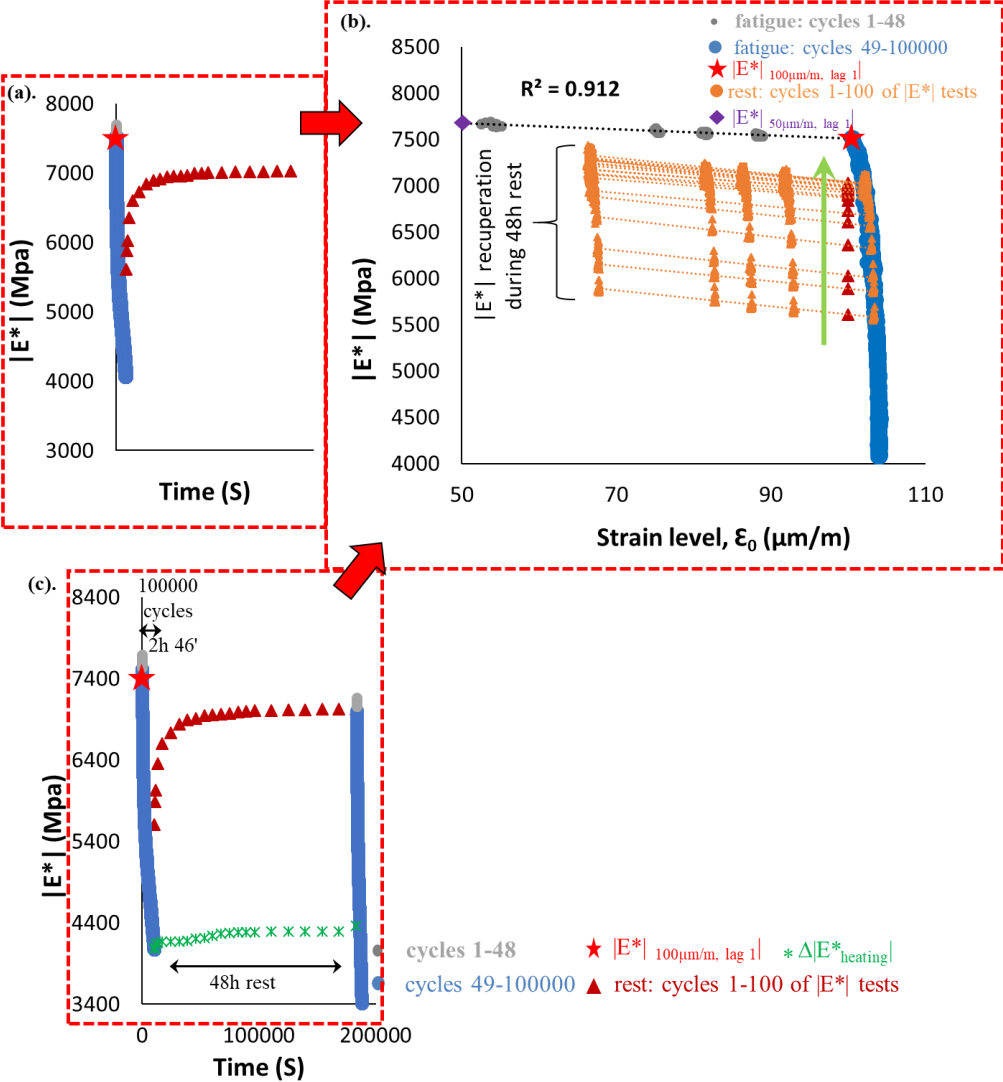 (a).
8000
7000
6000
5000
4000
3000
|E*| (Mpa)
Time (S)
(b).
fatigue: cycles 1-48
fatigue: cycles 49-100000
|E*| 100μm/m, lag 1|
rest: cycles 1-100 of |E*| tests
|E*| 50μm/m, lag 1|
R² = 0.912
8500
8000
7500
7000
6500
6000
5500
5000
4500
4000
|E*| (Mpa)
|E*| recuperation
during 48h rest
50
70
90
110
Strain level, Ɛ0 (μm/m)
(c).
100000
cycles
2h 46'
8400
7400
6400
5400
4400
3400
|E*| (Mpa)
48h rest
0
100000
200000
Time (S)
cycles 1-48
|E*| 100μm/m, lag 1|
Δ|E*heating|
cycles 49-100000
rest: cycles 1-100 of |E*| tests